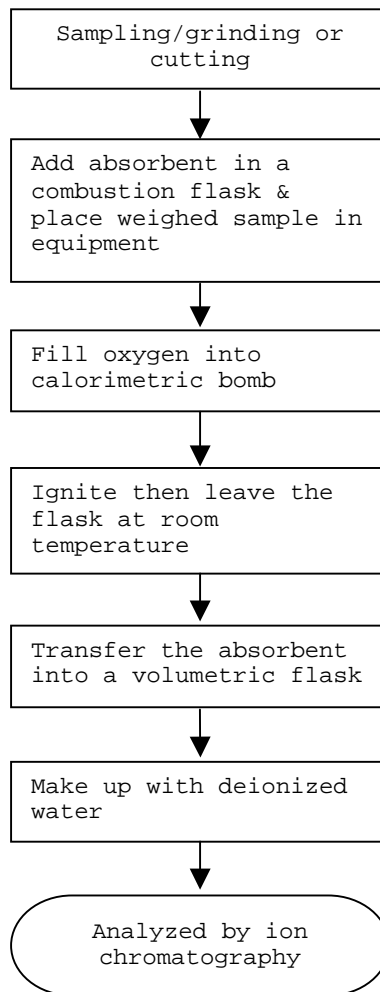 Sampling/grinding or
cutting
Add absorbent in a
combustion flask &
place weighed sample in
equipment
Fill oxygen into
calorimetric bomb
Ignite then leave the
flask at room
temperature
Transfer the absorbent
into a volumetric flask
Make up with deionized
water
Analyzed by ion
chromatography